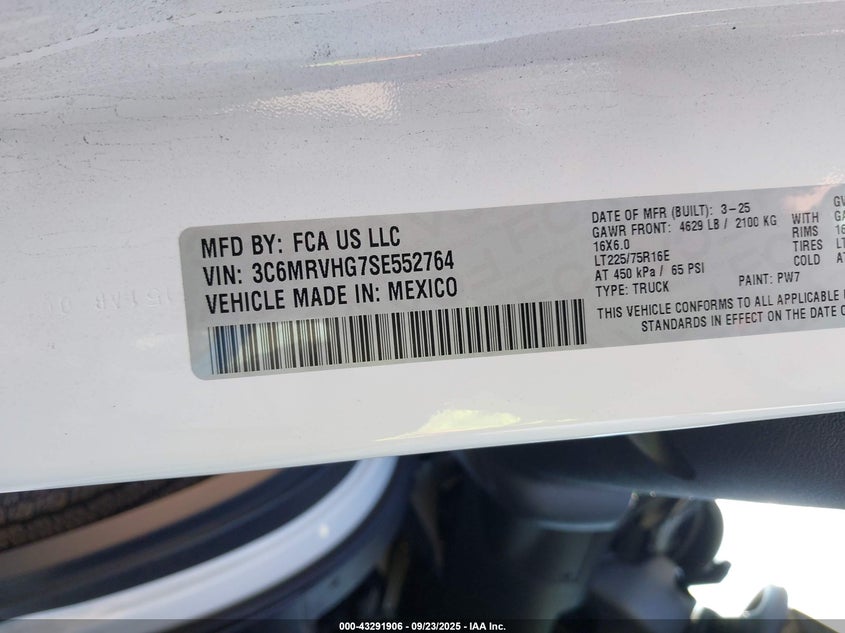 MFD BY: FCA US LLC
VIN: 3C6MRVHG7SE552764
VEHICLE MADE IN: MEXICO
DATE OF MFR (BUILT): 3-25
GAWR FRONT: 4629 LB / 2100 KG WITH
16X6.0 RIMS 16
LT225/75R16E TIRES
AT 450 kPa / 65 PSI COLD
TYPE: TRUCK PAINT: PW7
THIS VEHICLE CONFORMS TO ALL APPLICABLE
STANDARDS IN EFFECT ON THE DATE
000-43291906 - 09/23/2025 - IAA Inc.